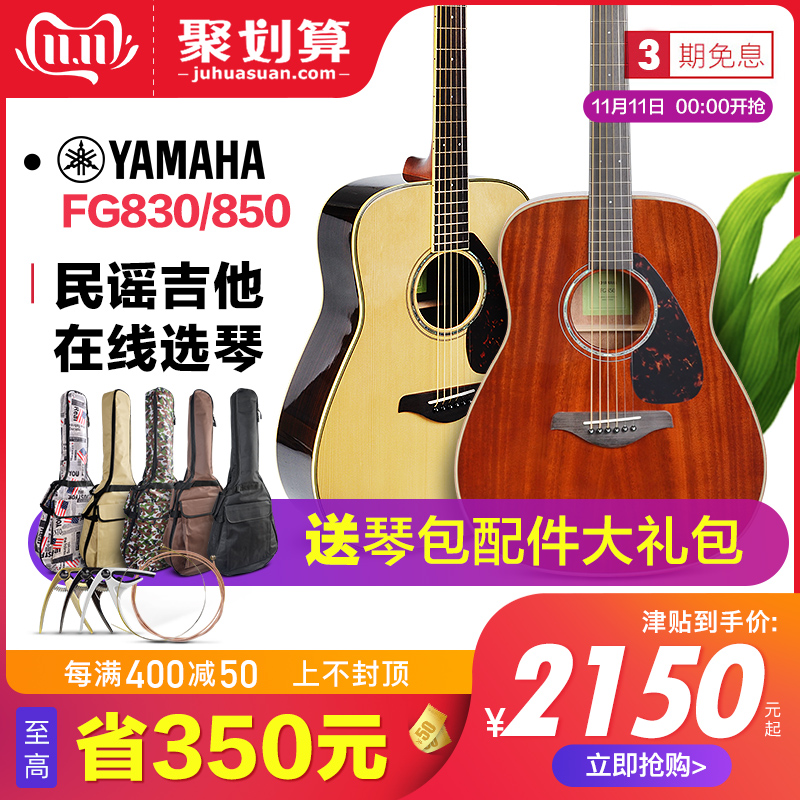 11.11
聚划算
juhuasuan.com
3期免息
11月11日 00:00开抢
YAMAHA
FG830/850
民谣吉他
在线选琴
送琴包配件大礼包
每满400减50 上不封顶
至高
省350元
50
津贴到手价:
¥2150元起
立即抢购>